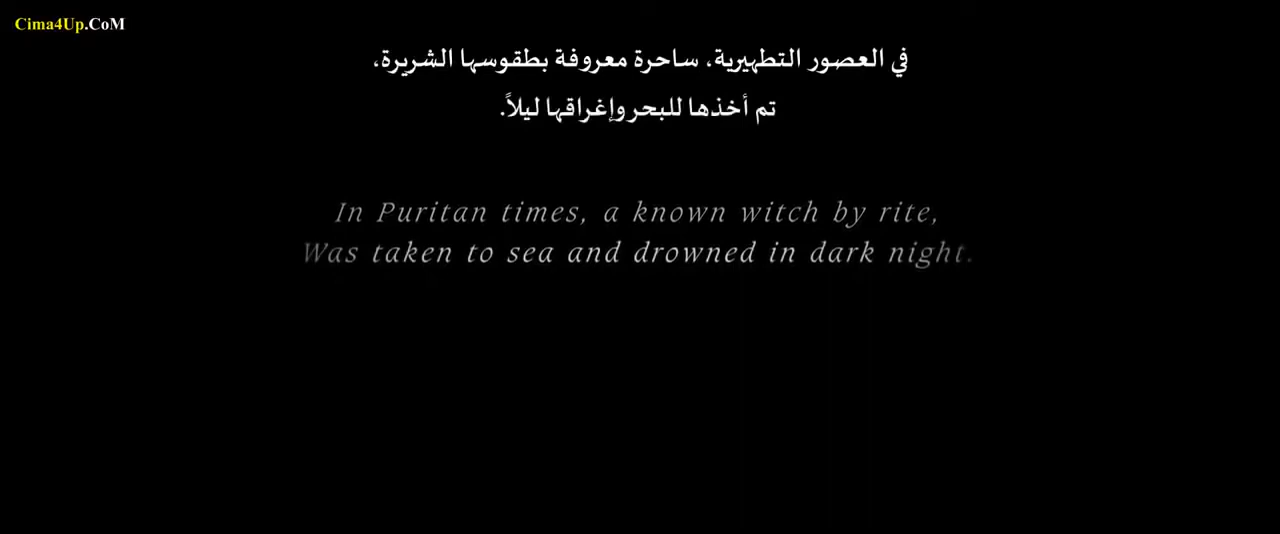 Cima4Up.CoM
في العصور التطهيرية، ساحرة معروفة بطقوسها الشريرة،
تم أخذها للبحر وإغراقها ليلاً.
In Puritan times, a known witch by rite,
Was taken to sea and drowned in dark night.